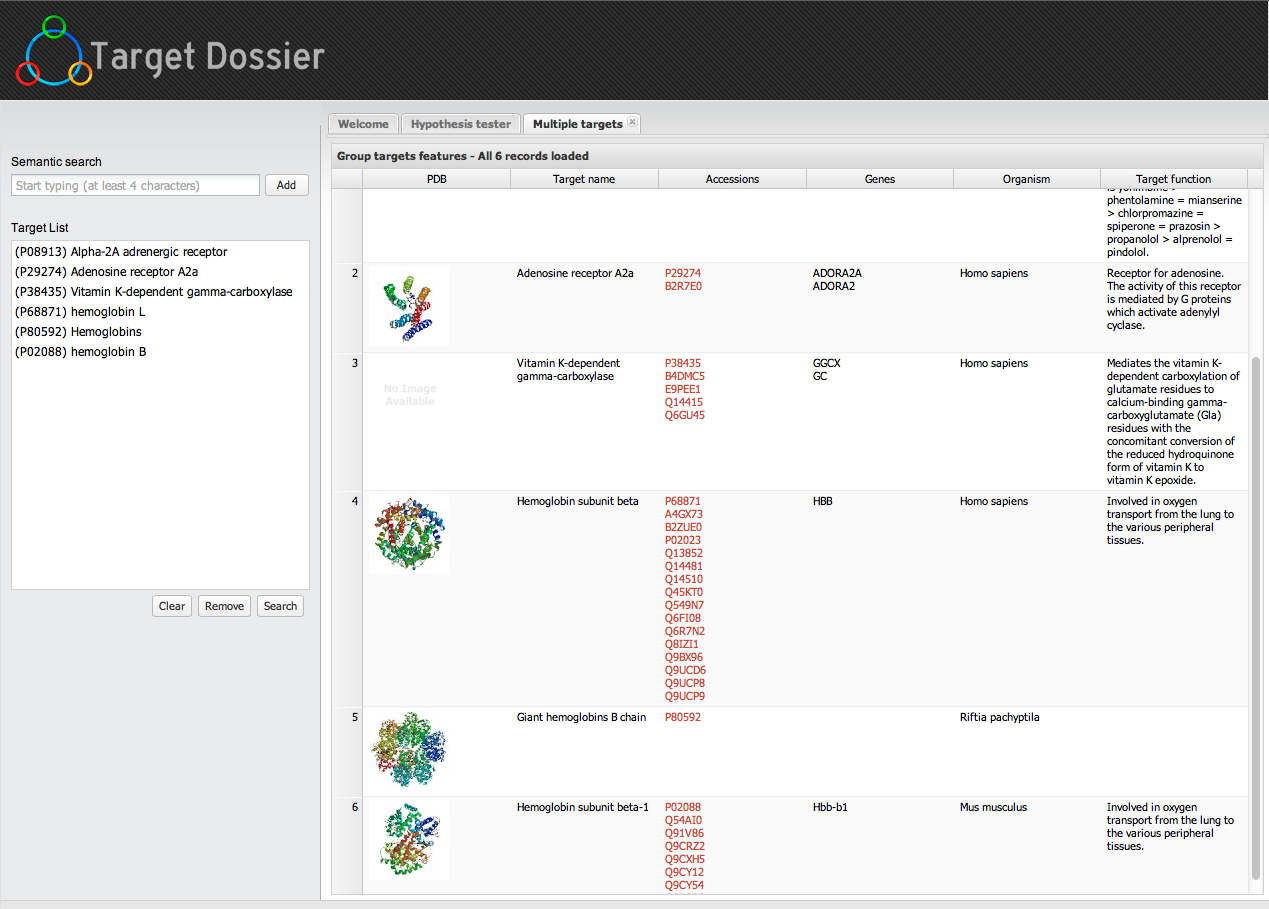 Target Dossier
Welcome
Hypothesis tester
Multiple targets
Semantic search
Start typing (at least 4 characters)
Add
Target List
(P08913) Alpha-2A adrenergic receptor
(P29274) Adenosine receptor A2a
(P38435) Vitamin K-dependent gamma-carboxylase
(P68871) hemoglobin L
(P80592) Hemoglobins
(P02088) hemoglobin B
Clear
Remove
Search
Group targets features - All 6 records loaded
PDB
Target name
Accessions
Genes
Organism
Target function
is yohimbine >
phentolamine = mianserine
> chlorpromazine =
spiperone = prazosin >
propanolol > alprenolol =
pindolol.
2
Adenosine receptor A2a
P29274
B2R7E0
ADORA2A
ADORA2
Homo sapiens
Receptor for adenosine.
The activity of this receptor
is mediated by G proteins
which activate adenylyl
cyclase.
3
No Image
Available
Vitamin K-dependent
gamma-carboxylase
P38435
B4DMC5
E9PEE1
Q14415
Q6GU45
GGCX
GC
Homo sapiens
Mediates the vitamin K-
dependent carboxylation of
glutamate residues to
calcium-binding gamma-
carboxyglutamate (Gla)
residues with the
concomitant conversion of
the reduced hydroquinone
form of vitamin K to
vitamin K epoxide.
4
Hemoglobin subunit beta
P68871
A4GX73
B2ZUE0
P02023
Q13852
Q14481
Q14510
Q45KT0
Q549N7
Q6FI08
Q6R7N2
Q8IZI1
Q9BX96
Q9UCD6
Q9UCP8
Q9UCP9
HBB
Homo sapiens
Involved in oxygen
transport from the lung to
the various peripheral
tissues.
5
Giant hemoglobins B chain
P80592
Riftia pachyptila
6
Hemoglobin subunit beta-1
P02088
Q54AI0
Q91V86
Q9CRZ2
Q9CXH5
Q9CY12
Q9CY54
Hbb-b1
Mus musculus
Involved in oxygen
transport from the lung to
the various peripheral
tissues.